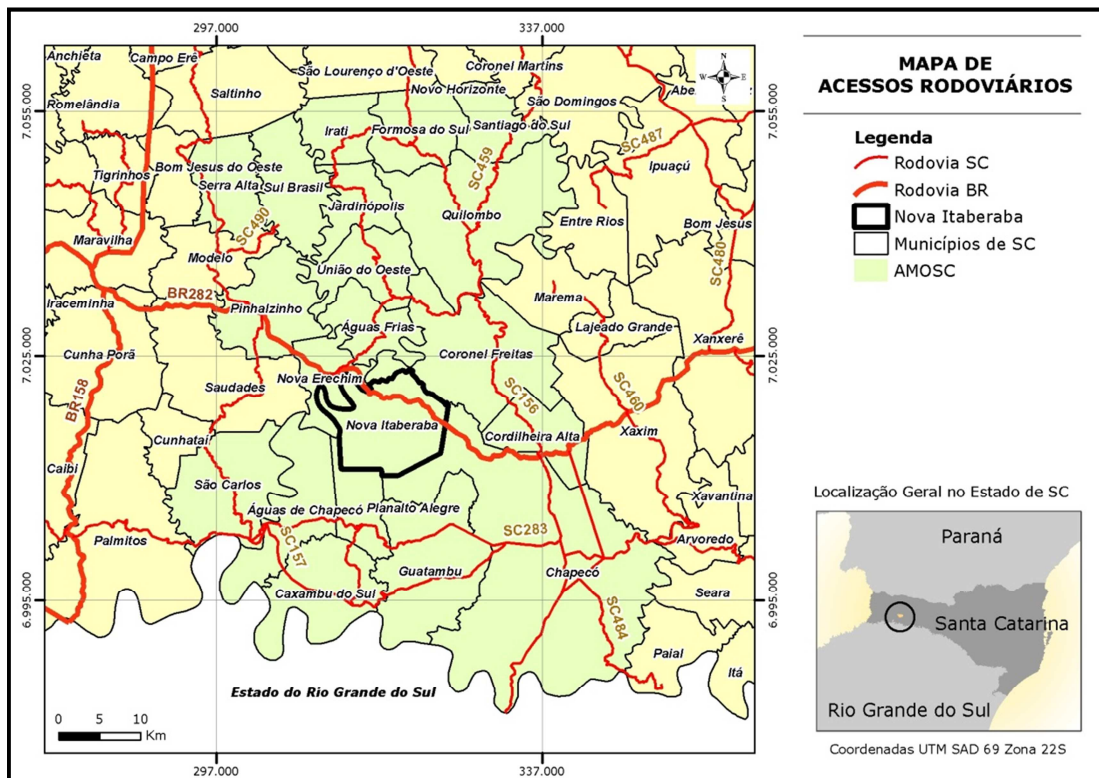 297.000
337.000
MAPA DE
ACESSOS RODOVIÁRIOS
Legenda
Rodovia SC
Rodovia BR
Nova Itaberaba
Municípios de SC
AMOSC
N
W
E
S
Anchieta
Campo Erê
São Lourenço d'Oeste
Coronel Martins
Saltinho
Novo Horizonte
Romelândia
São Domingos
7.055.000
7.055.000
Irati
Formosa do Sul
Santiago do Sul
SC487
Ipuaçú
Bom Jesus do Oeste
Tigrinhos
Serra Alta
Sul Brasil
SC459
Jardinópolis
Quilombo
Entre Rios
Bom Jesus
Maravilha
SC490
Modelo
SC480
União do Oeste
BR282
Marema
Iraceminha
Pinhalzinho
Águas Frias
Lajeado Grande
Xanxerê
Cunha Porã
Coronel Freitas
7.025.000
7.025.000
Nova Erechim
Saudades
BR158
SC156
SC460
Nova Itaberaba
Cordilheira Alta
Xaxim
Cunhataí
Caibi
São Carlos
Xavantina
Águas de Chapecó
Planalto Alegre
SC283
Palmitos
Arvoredo
SC157
Guatambu
Chapecó
Caxambu do Sul
Seara
6.995.000
6.995.000
SC484
Paial
Itá
Estado do Rio Grande do Sul
0 5 10
Km
297.000
337.000
Localização Geral no Estado de SC
Paraná
Santa Catarina
Rio Grande do Sul
Coordenadas UTM SAD 69 Zona 22S